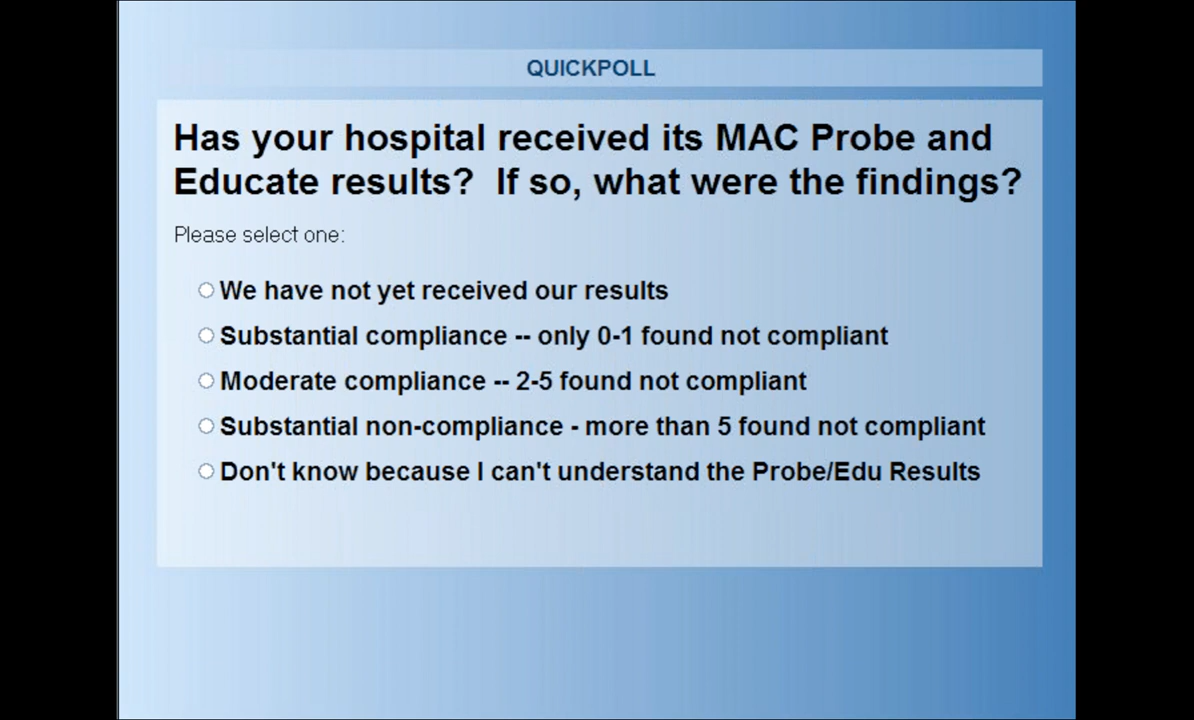 QUICKPOLL
Has your hospital received its MAC Probe and
Educate results?  If so, what were the findings?
Please select one:
We have not yet received our results
Substantial compliance -- only 0-1 found not compliant
Moderate compliance -- 2-5 found not compliant
Substantial non-compliance - more than 5 found not compliant
Don't know because I can't understand the Probe/Edu Results